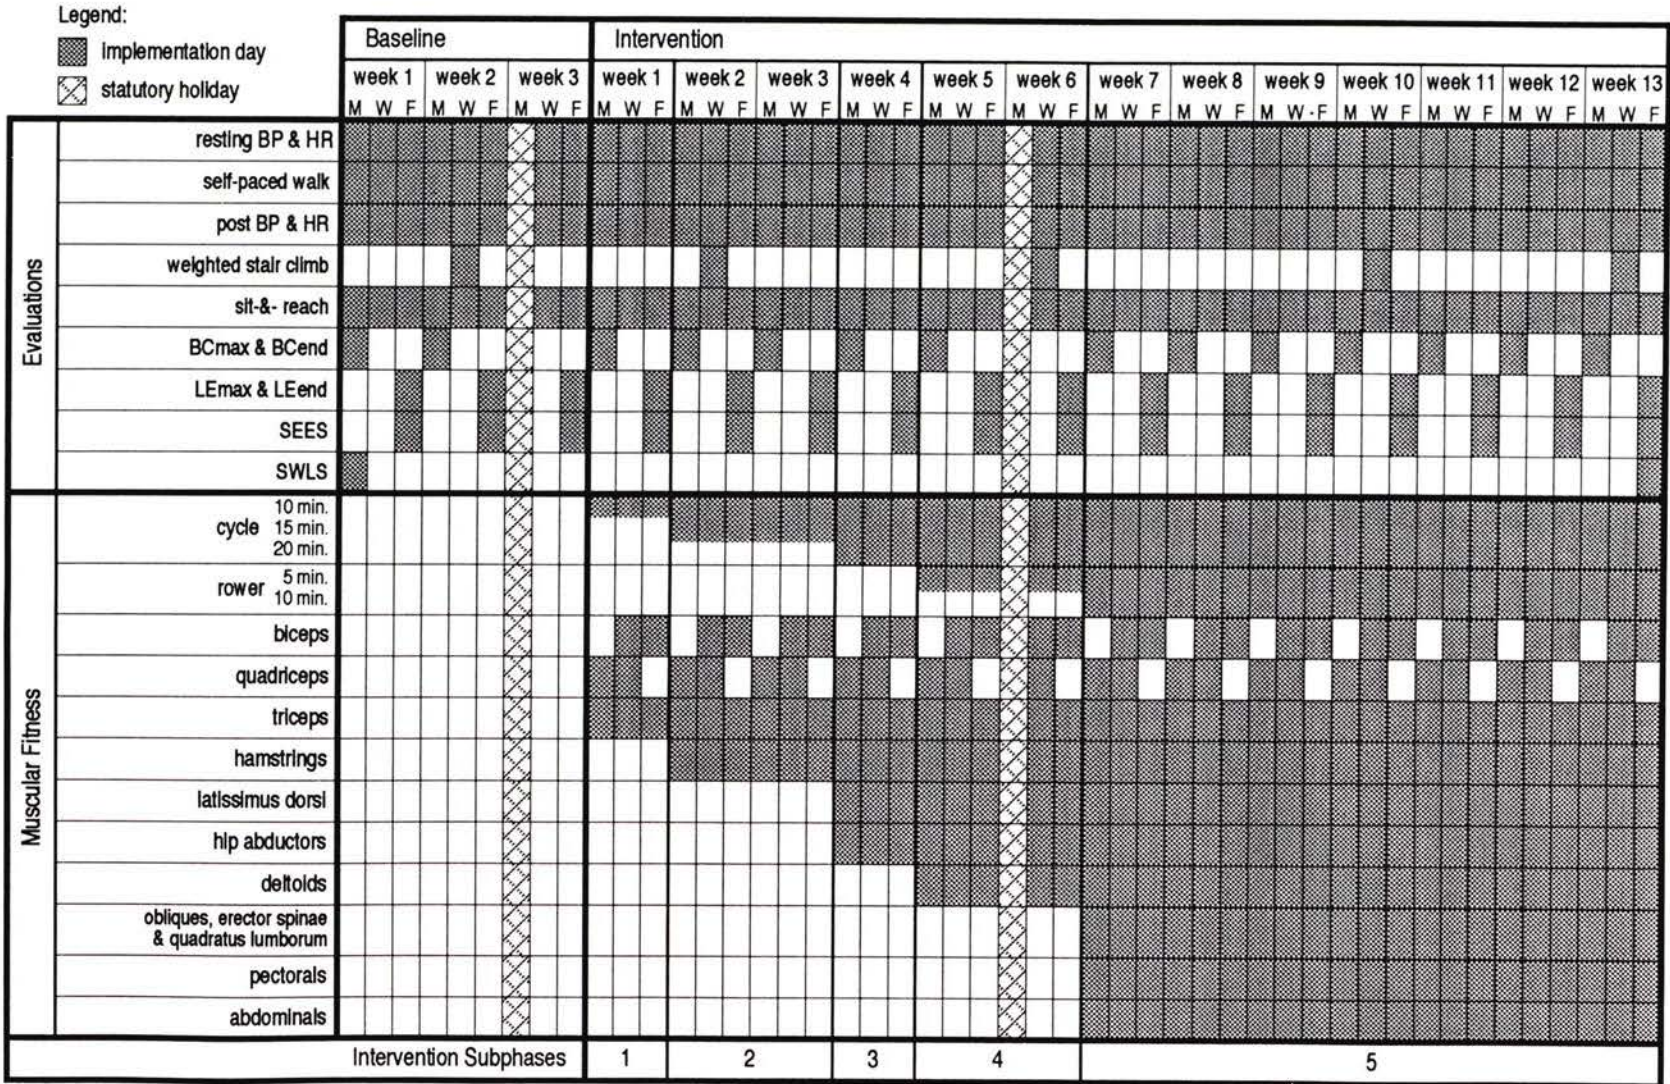 Legend:
Implementation day
statutory holiday
Baseline Intervention
week 1 week 2 week 3 week 1 week 2 week 3 week 4 week 5 week 6 week 7 week 8 week 9 week 10 week 11 week 12 week 13
M W F M W F M W F M W F M W F M W F M W F M W F M W F M W F M W F M W · F M W F M W F M W F M W F
Evaluations
resting BP & HR
self-paced walk
post BP & HR
weighted stair climb
sit-&- reach
BCmax & BCend
LEmax & LEend
SEES
SWLS
Muscular Fitness
10 min.
cycle 15 min.
20 min.
rower 5 min.
10 min.
biceps
quadriceps
triceps
hamstrings
latissimus dorsi
hip abductors
deltoids
obliques, erector spinae
& quadratus lumborum
pectorals
abdominals
Intervention Subphases 1 2 3 4 5